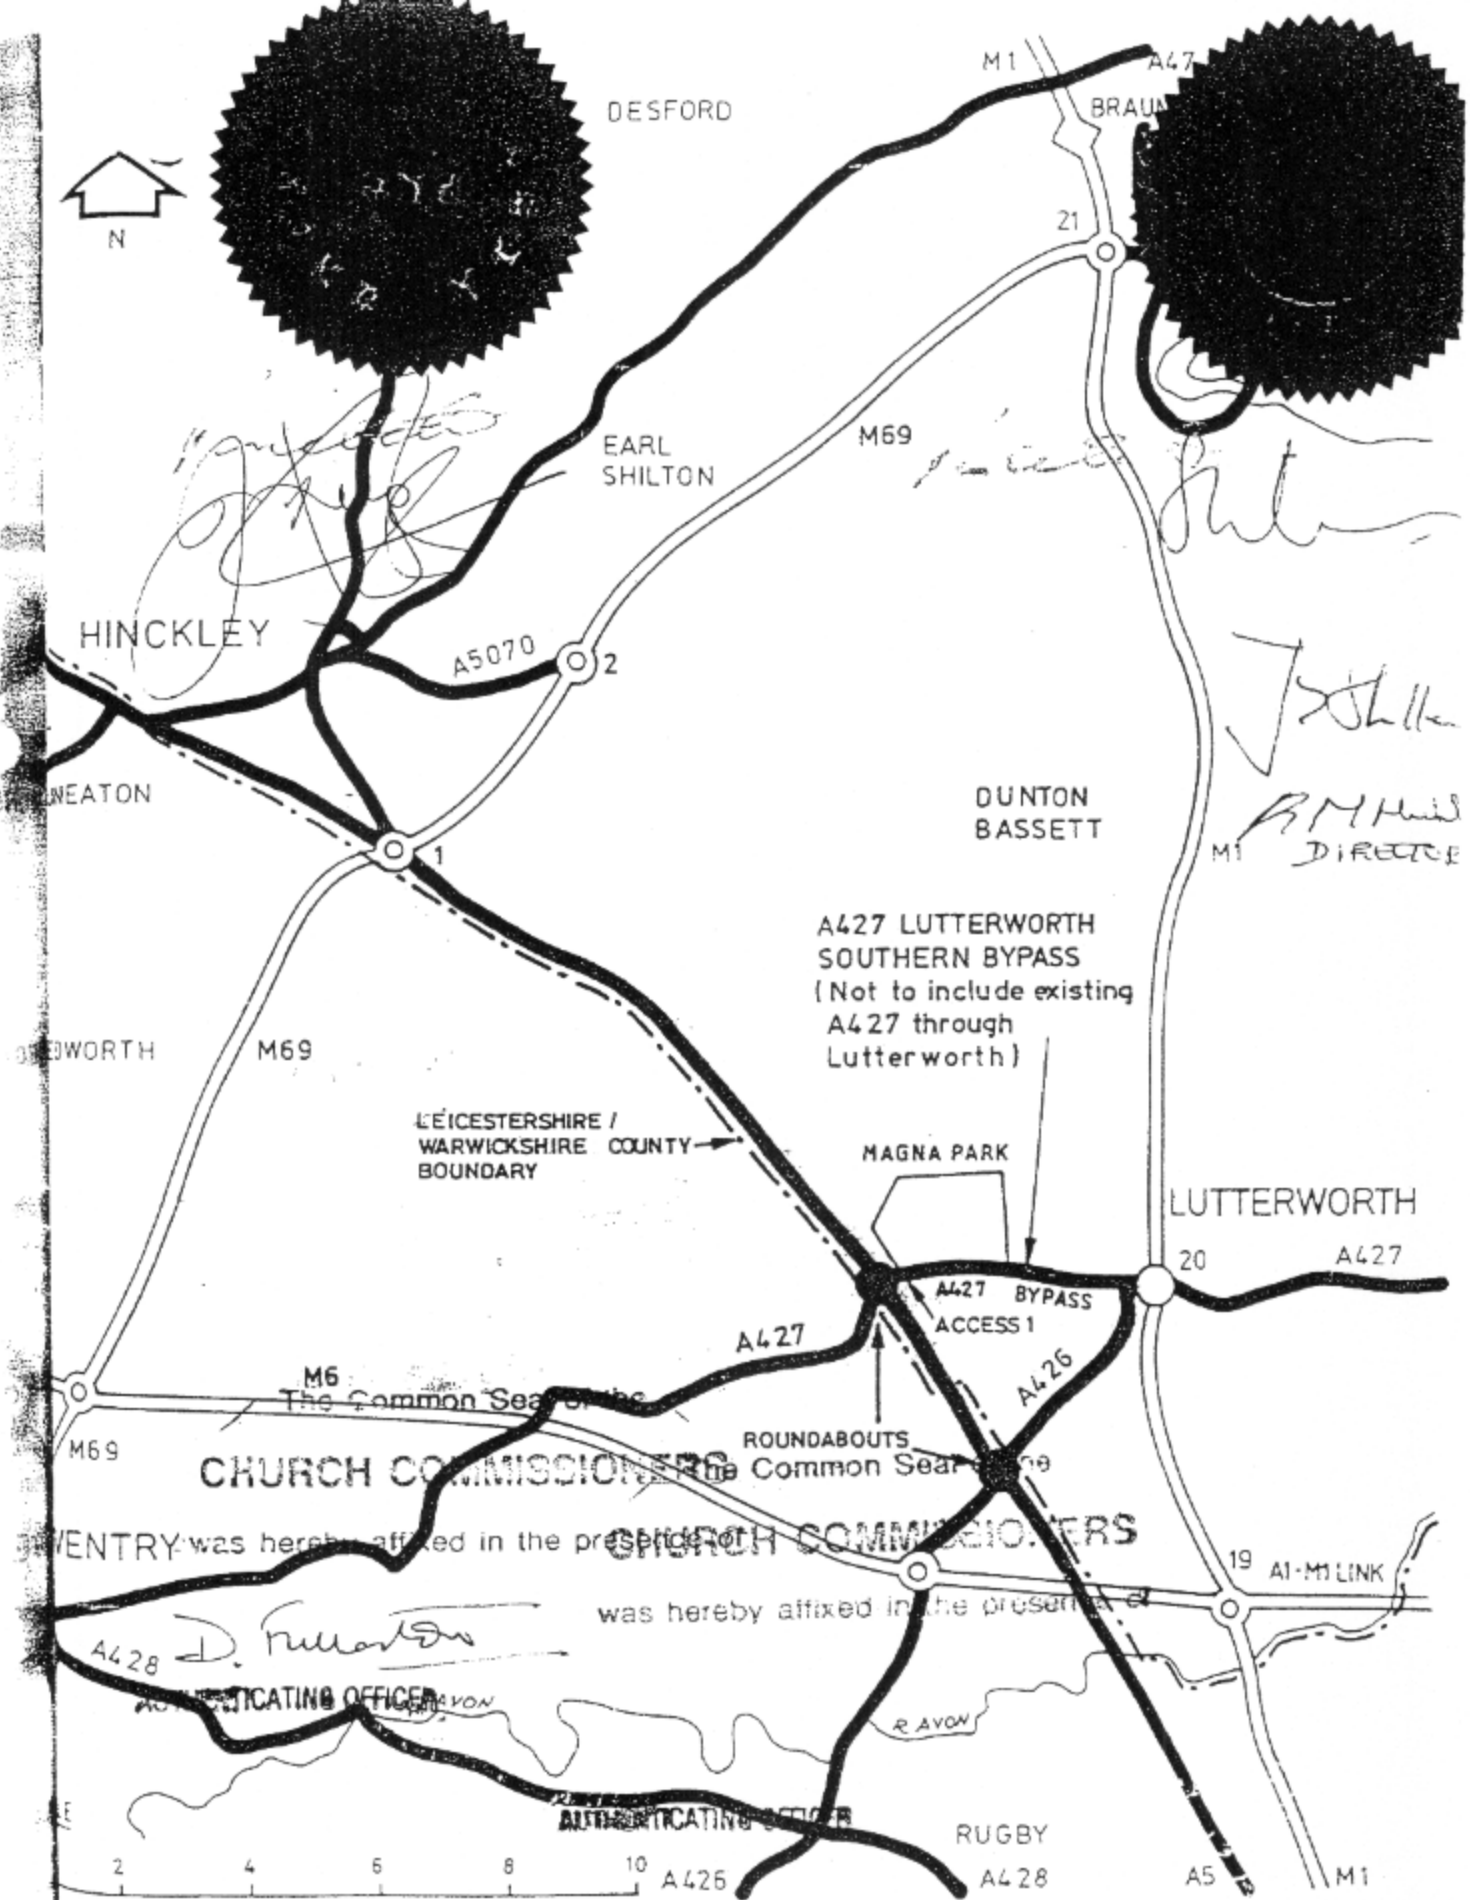 M1
A47
DESFORD
N
21
M69
EARL
SHILTON
HINCKLEY
A5070
2
1
DUNTON
BASSETT
M1
DIRECTOR
A427 LUTTERWORTH
SOUTHERN BYPASS
(Not to include existing
A427 through
Lutterworth)
M69
LEICESTERSHIRE /
WARWICKSHIRE COUNTY
BOUNDARY
MAGNA PARK
LUTTERWORTH
20
A427
A427
BYPASS
ACCESS 1
A427
A426
M6
The Common Seal of the
M69
ROUNDABOUTS
CHURCH COMMISSIONERS
The Common Seal of the
was hereby affixed in the presence of
CHURCH COMMISSIONERS
19
A1-M1 LINK
was hereby affixed in the presence of
D. Fullarton
A428
AUTHENTICATING OFFICER
AVON
R AVON
AUTHENTICATING OFFICER
RUGBY
2 4 6 8 10
A426
A428
A5
M1